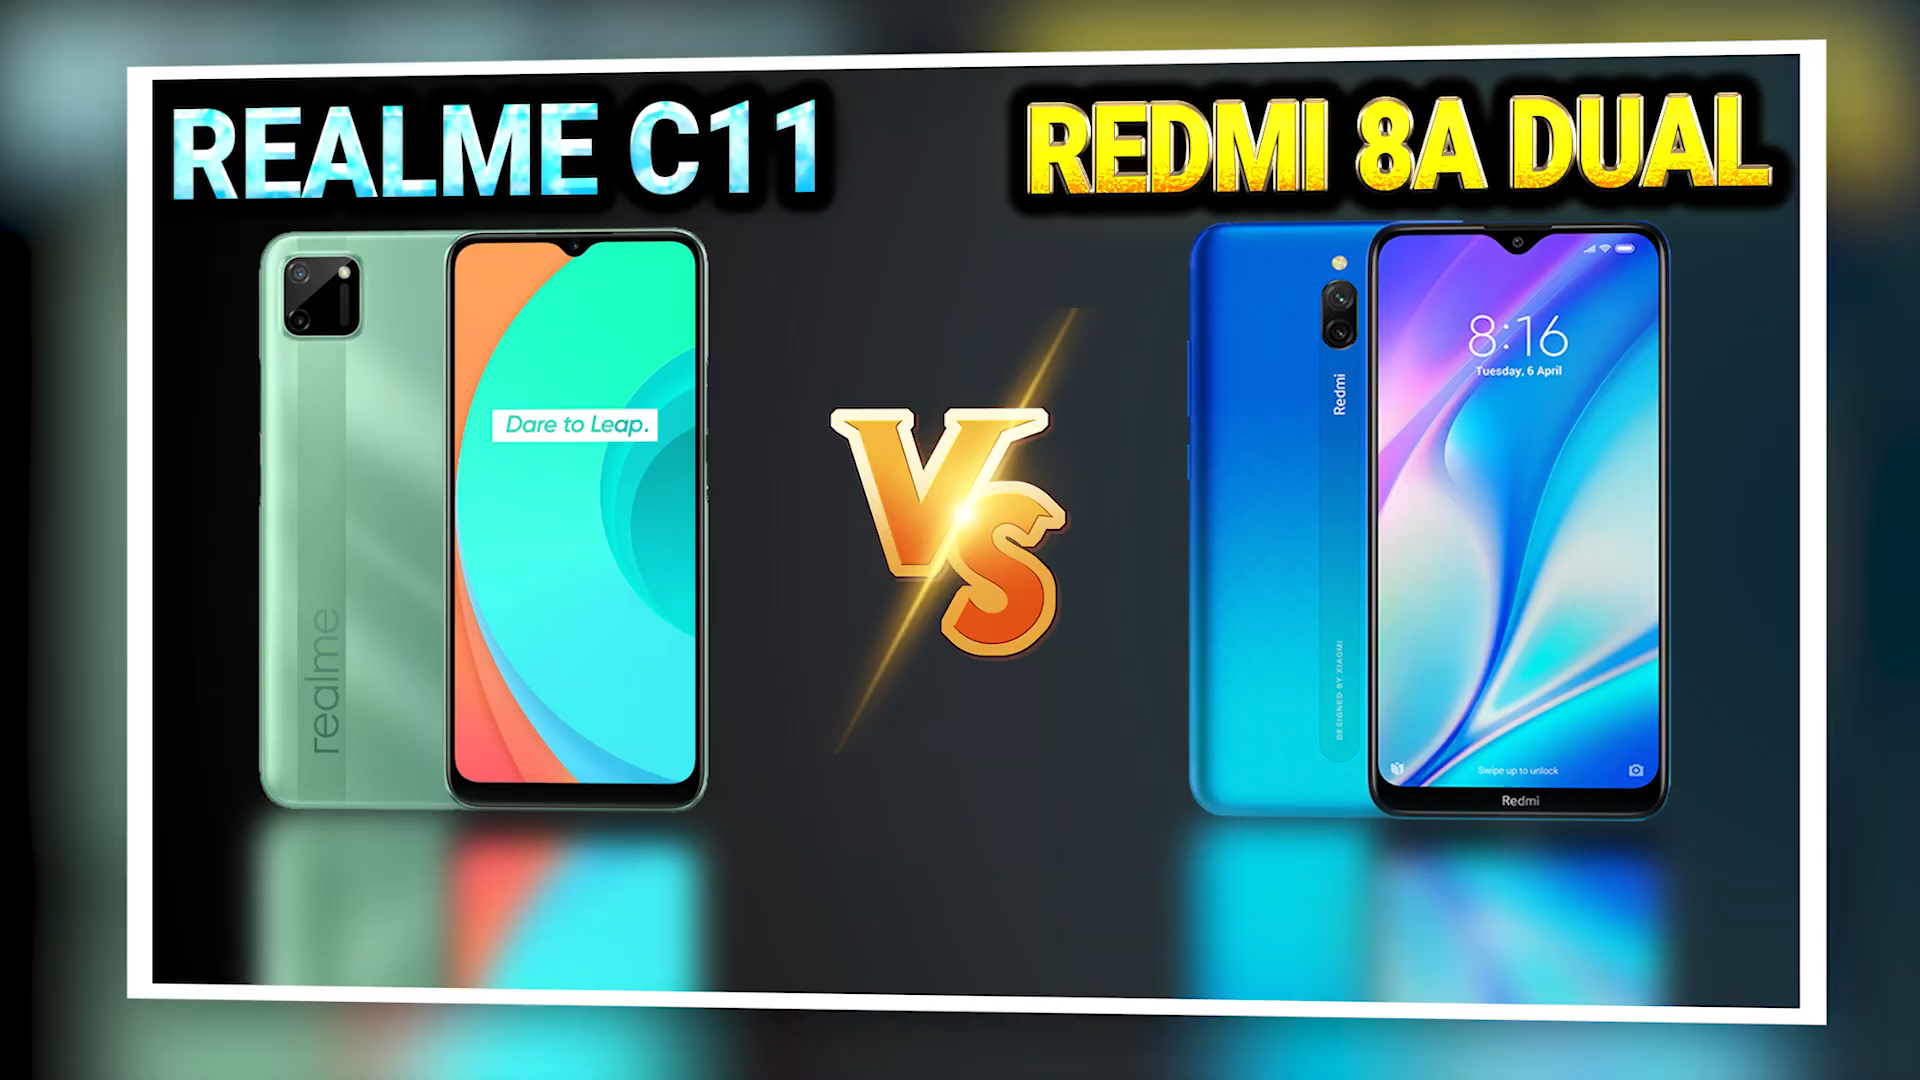 REALME C11
REDMI 8A DUAL
VS
Dare to Leap.
realme
8:16
Tuesday, 6 April
Redmi
DESIGNED BY XIAOMI
Swipe up to unlock
Redmi